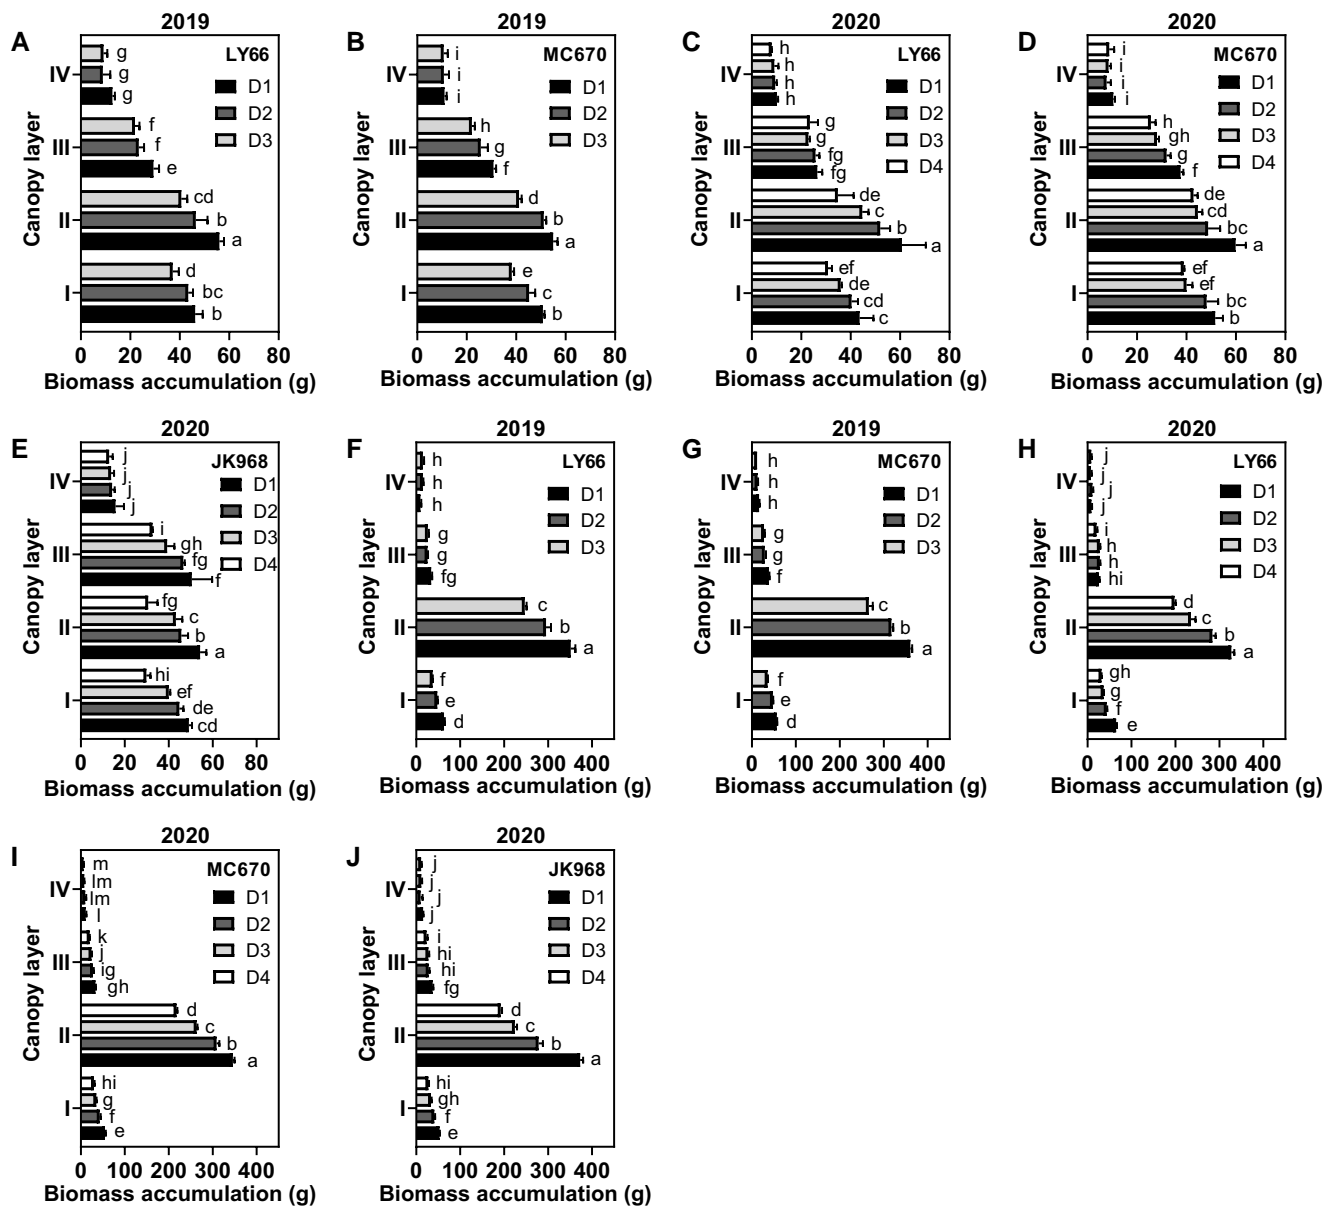 A
2019
LY66
D1
D2
D3
Canopy layer
IV
g
g
g
III
f
f
e
II
cd
b
a
I
d
bc
b
0 20 40 60 80
Biomass accumulation (g)
B
2019
MC670
D1
D2
D3
Canopy layer
IV
i
i
i
III
h
g
f
II
d
b
a
I
e
c
b
0 20 40 60 80
Biomass accumulation (g)
C
2020
LY66
D1
D2
D3
D4
Canopy layer
IV
h
h
h
h
III
g
g
fg
fg
II
de
c
b
a
I
ef
de
cd
c
0 20 40 60 80
Biomass accumulation (g)
D
2020
MC670
D1
D2
D3
D4
Canopy layer
IV
i
i
i
i
III
h
gh
g
f
II
de
cd
bc
a
I
ef
ef
bc
b
0 20 40 60 80
Biomass accumulation (g)
E
2020
JK968
D1
D2
D3
D4
Canopy layer
IV
j
j
j
j
III
i
gh
fg
f
II
fg
c
b
a
I
hi
ef
de
cd
0 20 40 60 80
Biomass accumulation (g)
F
2019
LY66
D1
D2
D3
Canopy layer
IV
h
h
h
III
g
g
fg
II
c
b
a
I
f
e
d
0 100 200 300 400
Biomass accumulation (g)
G
2019
MC670
D1
D2
D3
Canopy layer
IV
h
h
h
III
g
g
f
II
c
b
a
I
f
e
d
0 100 200 300 400
Biomass accumulation (g)
H
2020
LY66
D1
D2
D3
D4
Canopy layer
IV
j
j
j
j
III
i
h
h
hi
II
d
c
b
a
I
gh
g
f
e
0 100 200 300 400
Biomass accumulation (g)
I
2020
MC670
D1
D2
D3
D4
Canopy layer
IV
m
lm
lm
l
III
k
j
ig
gh
II
d
c
b
a
I
hi
g
f
e
0 100 200 300 400
Biomass accumulation (g)
J
2020
JK968
D1
D2
D3
D4
Canopy layer
IV
j
j
j
j
III
i
hi
hi
fg
II
d
c
b
a
I
hi
gh
f
e
0 100 200 300 400
Biomass accumulation (g)